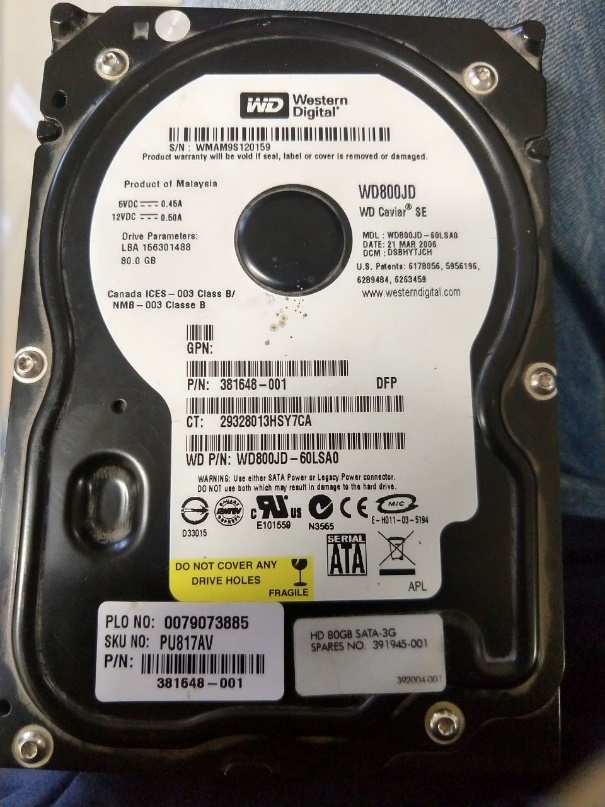 WD Western Digital®
S/N : WMAM9S120159
Product warranty will be void if seal, label or cover is removed or damaged.
Product of Malaysia
5VDC 0.45A
12VDC 0.50A
Drive Parameters:
LBA 156301488
80.0 GB
WD800JD
WD Caviar® SE
MDL : WD800JD-60LSA0
DATE: 21 MAR 2006
DCM : DSBHYTJCH
U.S. Patents: 6178056, 5956196,
6289484, 6263459
www.westerndigital.com
Canada ICES-003 Class B/
NMB-003 Classe B
GPN:
P/N: 381648-001 DFP
CT: 29328013HSY7CA
WD P/N: WD800JD-60LSA0
WARNING: Use either SATA Power or Legacy Power connector.
DO NOT use both which may result in damage to the hard drive.
D33015
c UR US
E101559
N3565
CE
MIC
E-H011-03-5194
DO NOT COVER ANY
DRIVE HOLES
FRAGILE
SERIAL
ATA
APL
PLO NO: 0079073885
SKU NO: PU817AV
P/N:
381648-001
HD 80GB SATA-3G
SPARES NO. 391945-001
392004-001